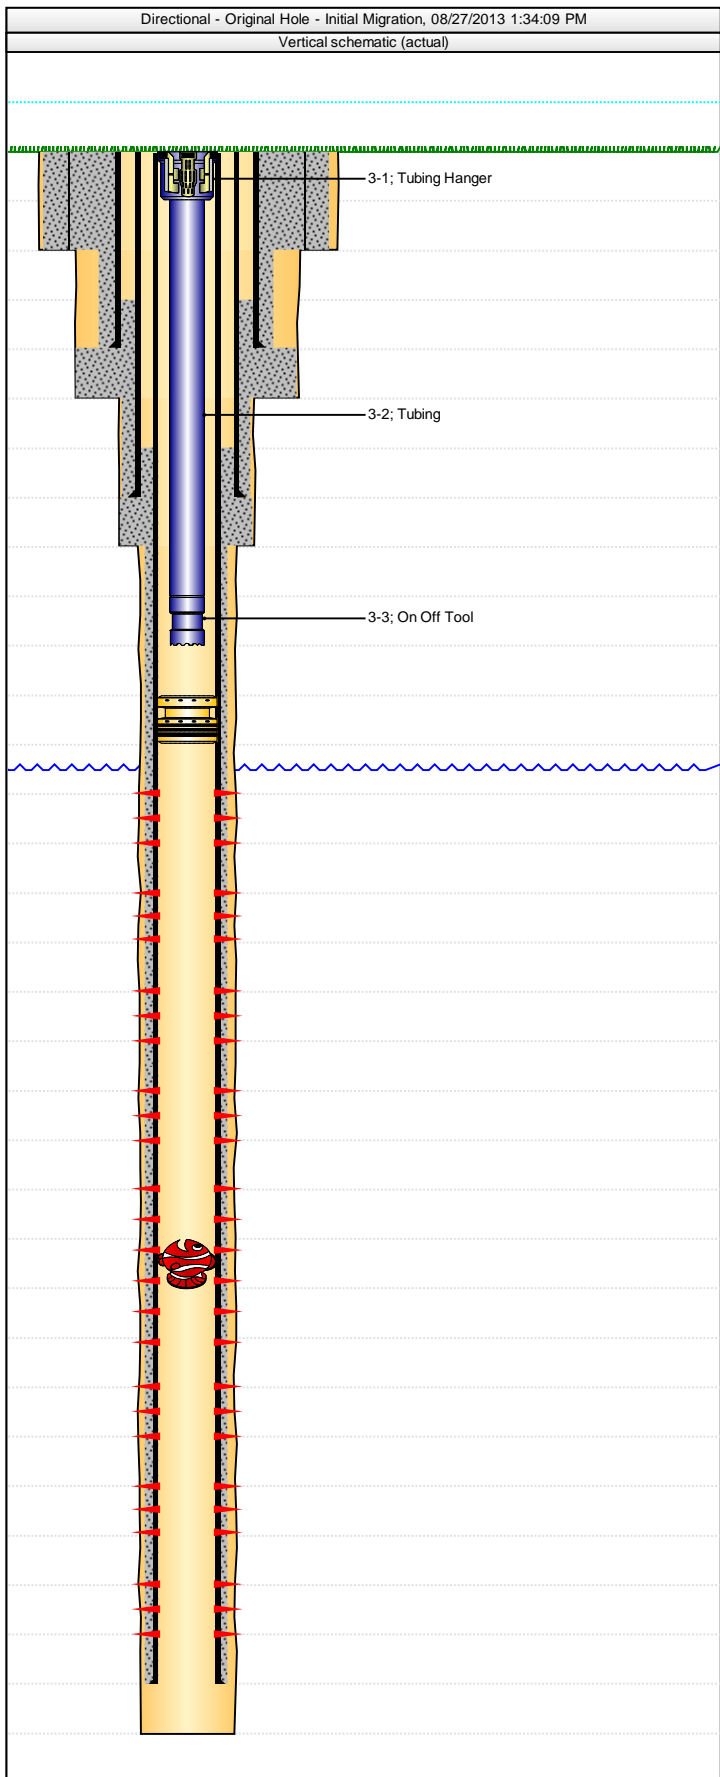 Directional - Original Hole - Initial Migration, 08/27/2013 1:34:09 PM
Vertical schematic (actual)
3-1; Tubing Hanger
3-2; Tubing
3-3; On Off Tool